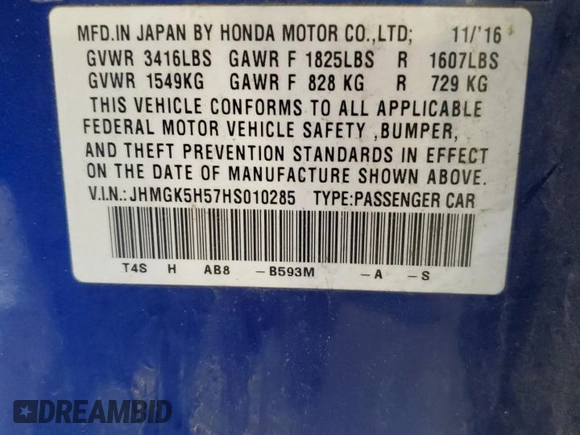 MFD.IN JAPAN BY HONDA MOTOR CO.,LTD; 11/'16
GVWR 3416LBS GAWR F 1825LBS R 1607LBS
GVWR 1549KG GAWR F 828 KG R 729 KG
THIS VEHICLE CONFORMS TO ALL APPLICABLE
FEDERAL MOTOR VEHICLE SAFETY ,BUMPER,
AND THEFT PREVENTION STANDARDS IN EFFECT
ON THE DATE OF MANUFACTURE SHOWN ABOVE.
V.I.N.:JHMGK5H57HS010285 TYPE:PASSENGER CAR
T4S H AB8 -B593M -A -S
DREAMBID